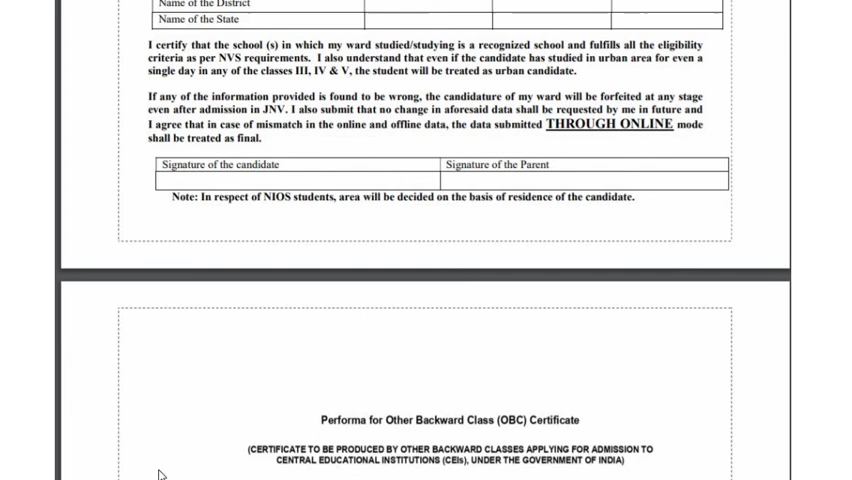 Name of the District
Name of the State
I certify that the school (s) in which my ward studied/studying is a recognized school and fulfills all the eligibility
criteria as per NVS requirements. I also understand that even if the candidate has studied in urban area for even a
single day in any of the classes III, IV & V, the student will be treated as urban candidate.
If any of the information provided is found to be wrong, the candidature of my ward will be forfeited at any stage
even after admission in JNV. I also submit that no change in aforesaid data shall be requested by me in future and
I agree that in case of mismatch in the online and offline data, the data submitted THROUGH ONLINE mode
shall be treated as final.
Signature of the candidate Signature of the Parent
Note: In respect of NIOS students, area will be decided on the basis of residence of the candidate.
Performa for Other Backward Class (OBC) Certificate
(CERTIFICATE TO BE PRODUCED BY OTHER BACKWARD CLASSES APPLYING FOR ADMISSION TO
CENTRAL EDUCATIONAL INSTITUTIONS (CEIs), UNDER THE GOVERNMENT OF INDIA)